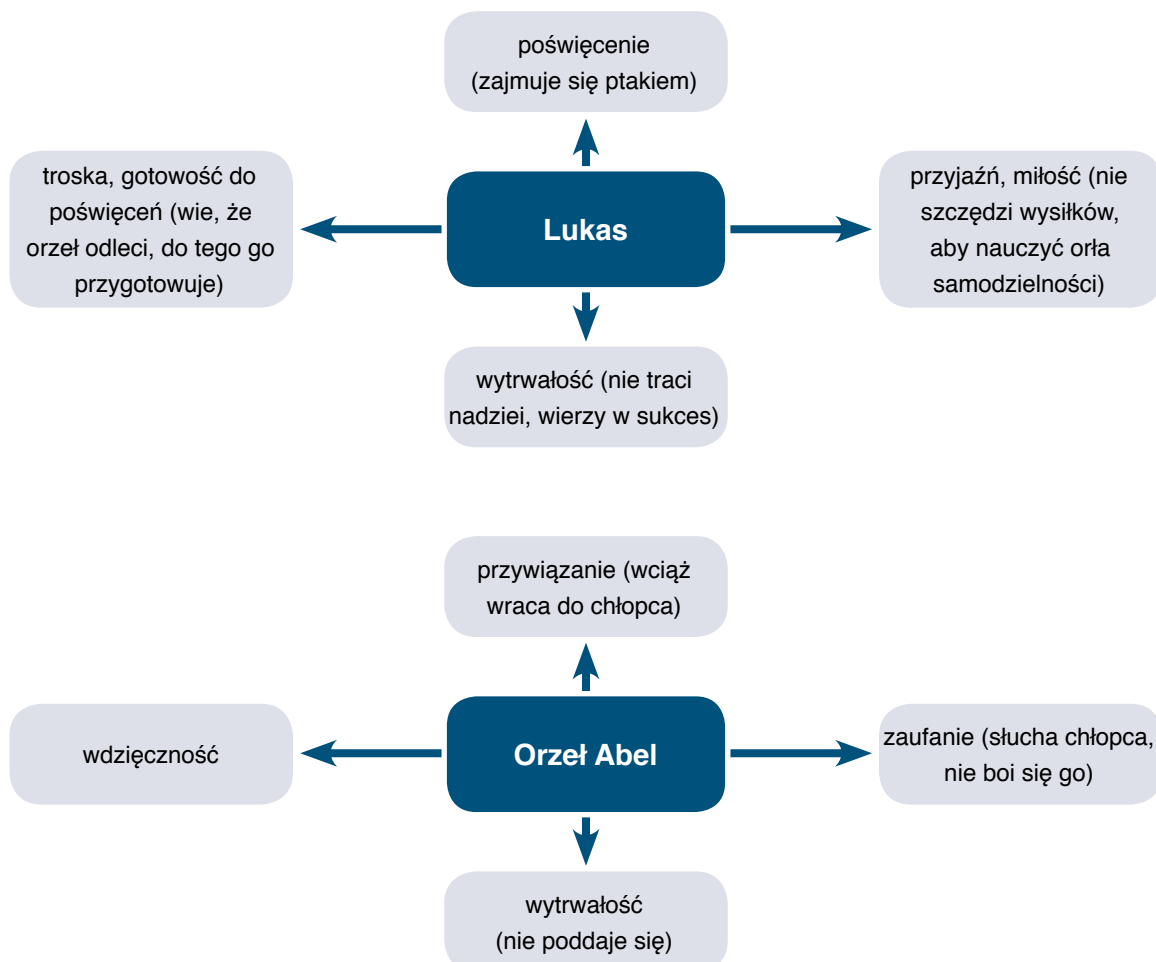 poświęcenie
(zajmuje się ptakiem)
troska, gotowość do
poświęceń (wie, że
orzeł odleci, do tego go
przygotowuje)
Lukas
przyjaźń, miłość (nie
szczędzi wysiłków,
aby nauczyć orła
samodzielności)
wytrwałość (nie traci
nadziei, wierzy w sukces)
przywiązanie (wciąż
wraca do chłopca)
wdzięczność
Orzeł Abel
zaufanie (słucha chłopca,
nie boi się go)
wytrwałość
(nie poddaje się)